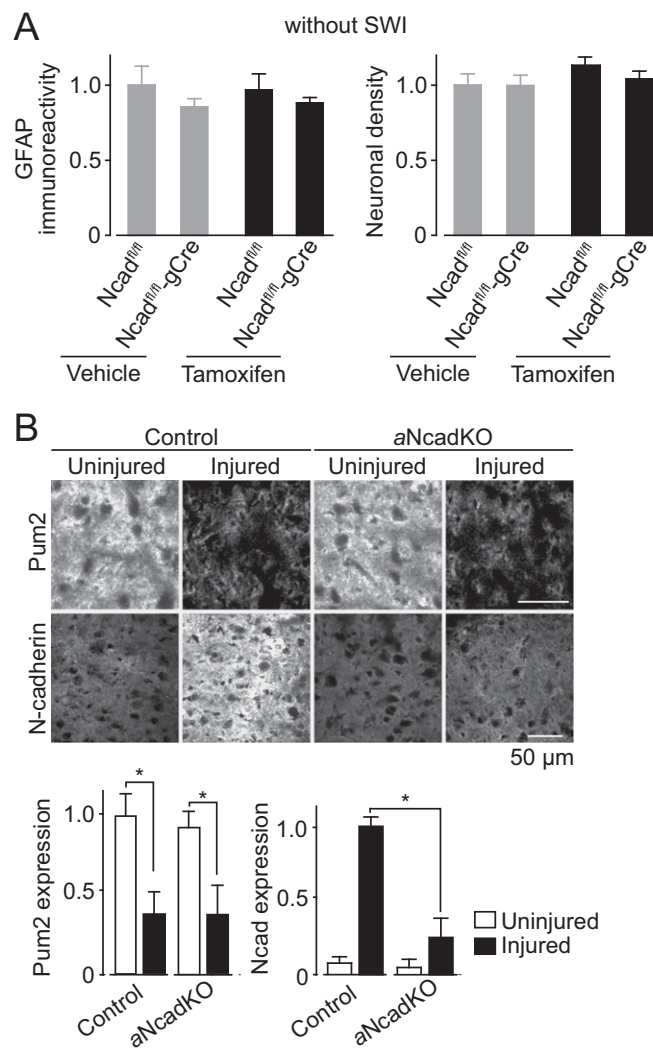 A
without SWI
GFAP
immunoreactivity
1.0
0.5
0
Ncadfl/fl
Ncadfl/fl-gCre
Ncadfl/fl
Ncadfl/fl-gCre
Vehicle Tamoxifen
Neuronal density
1.0
0.5
0
Ncadfl/fl
Ncadfl/fl-gCre
Ncadfl/fl
Ncadfl/fl-gCre
Vehicle Tamoxifen
B
Control aNcadKO
Uninjured Injured Uninjured Injured
Pum2
N-cadherin
50 µm
Pum2 expression
1.0
0.5
0
* *
Control
aNcadKO
Ncad expression
1.0
0.5
0
*
Control
aNcadKO
Uninjured
Injured